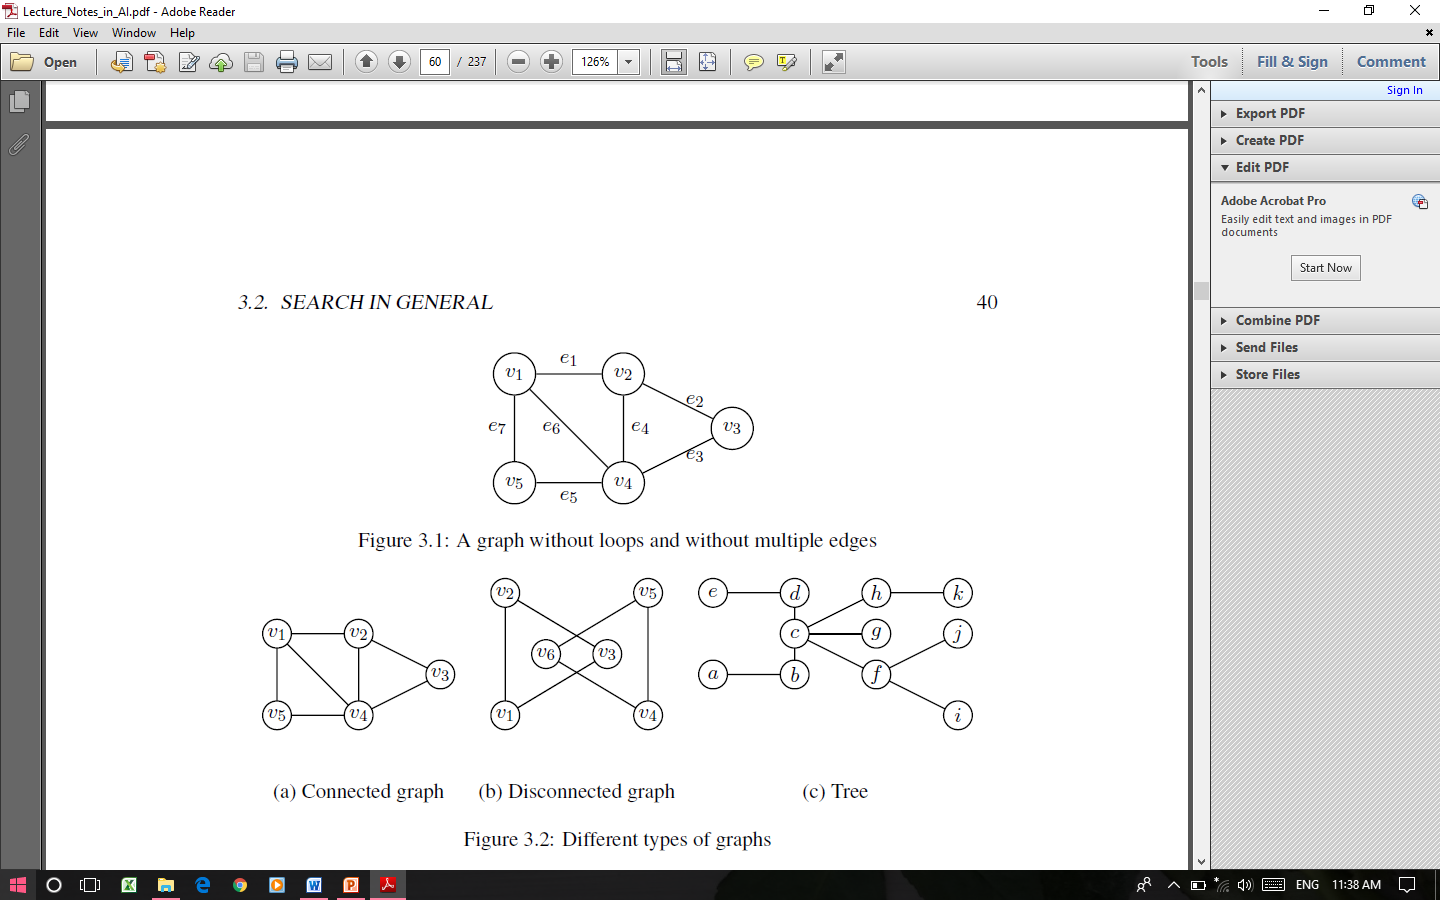 Lecture_Notes_in_AI.pdf - Adobe Reader
File Edit View Window Help
Open 60 / 237 126% Tools Fill & Sign Comment
Sign In
Export PDF
Create PDF
Edit PDF
Adobe Acrobat Pro
Easily edit text and images in PDF
documents
Start Now
Combine PDF
Send Files
Store Files
3.2. SEARCH IN GENERAL 40
v1 e1 v2
e2
e7 e6 e4 v3
e3
v5 e5 v4
Figure 3.1: A graph without loops and without multiple edges
v1 v2
v3
v5 v4
v2 v5
v6 v3
v1 v4
e d h k
c g j
a b f
i
(a) Connected graph (b) Disconnected graph (c) Tree
Figure 3.2: Different types of graphs
ENG 11:38 AM